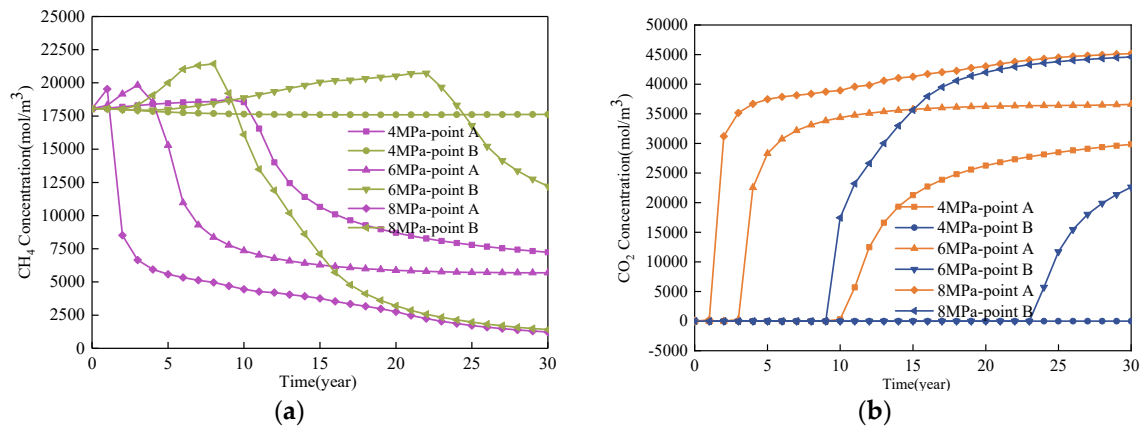 (a)
25000
22500
20000
17500
15000
12500
10000
7500
5000
2500
0
CH₄ Concentration(mol/m³)
4MPa-point A
4MPa-point B
6MPa-point A
6MPa-point B
8MPa-point A
8MPa-point B
0 5 10 15 20 25 30
Time(year)
(a)
(b)
50000
45000
40000
35000
30000
25000
20000
15000
10000
5000
0
-5000
CO₂ Concentration(mol/m³)
4MPa-point A
4MPa-point B
6MPa-point A
6MPa-point B
8MPa-point A
8MPa-point B
0 5 10 15 20 25 30
Time(year)
(b)